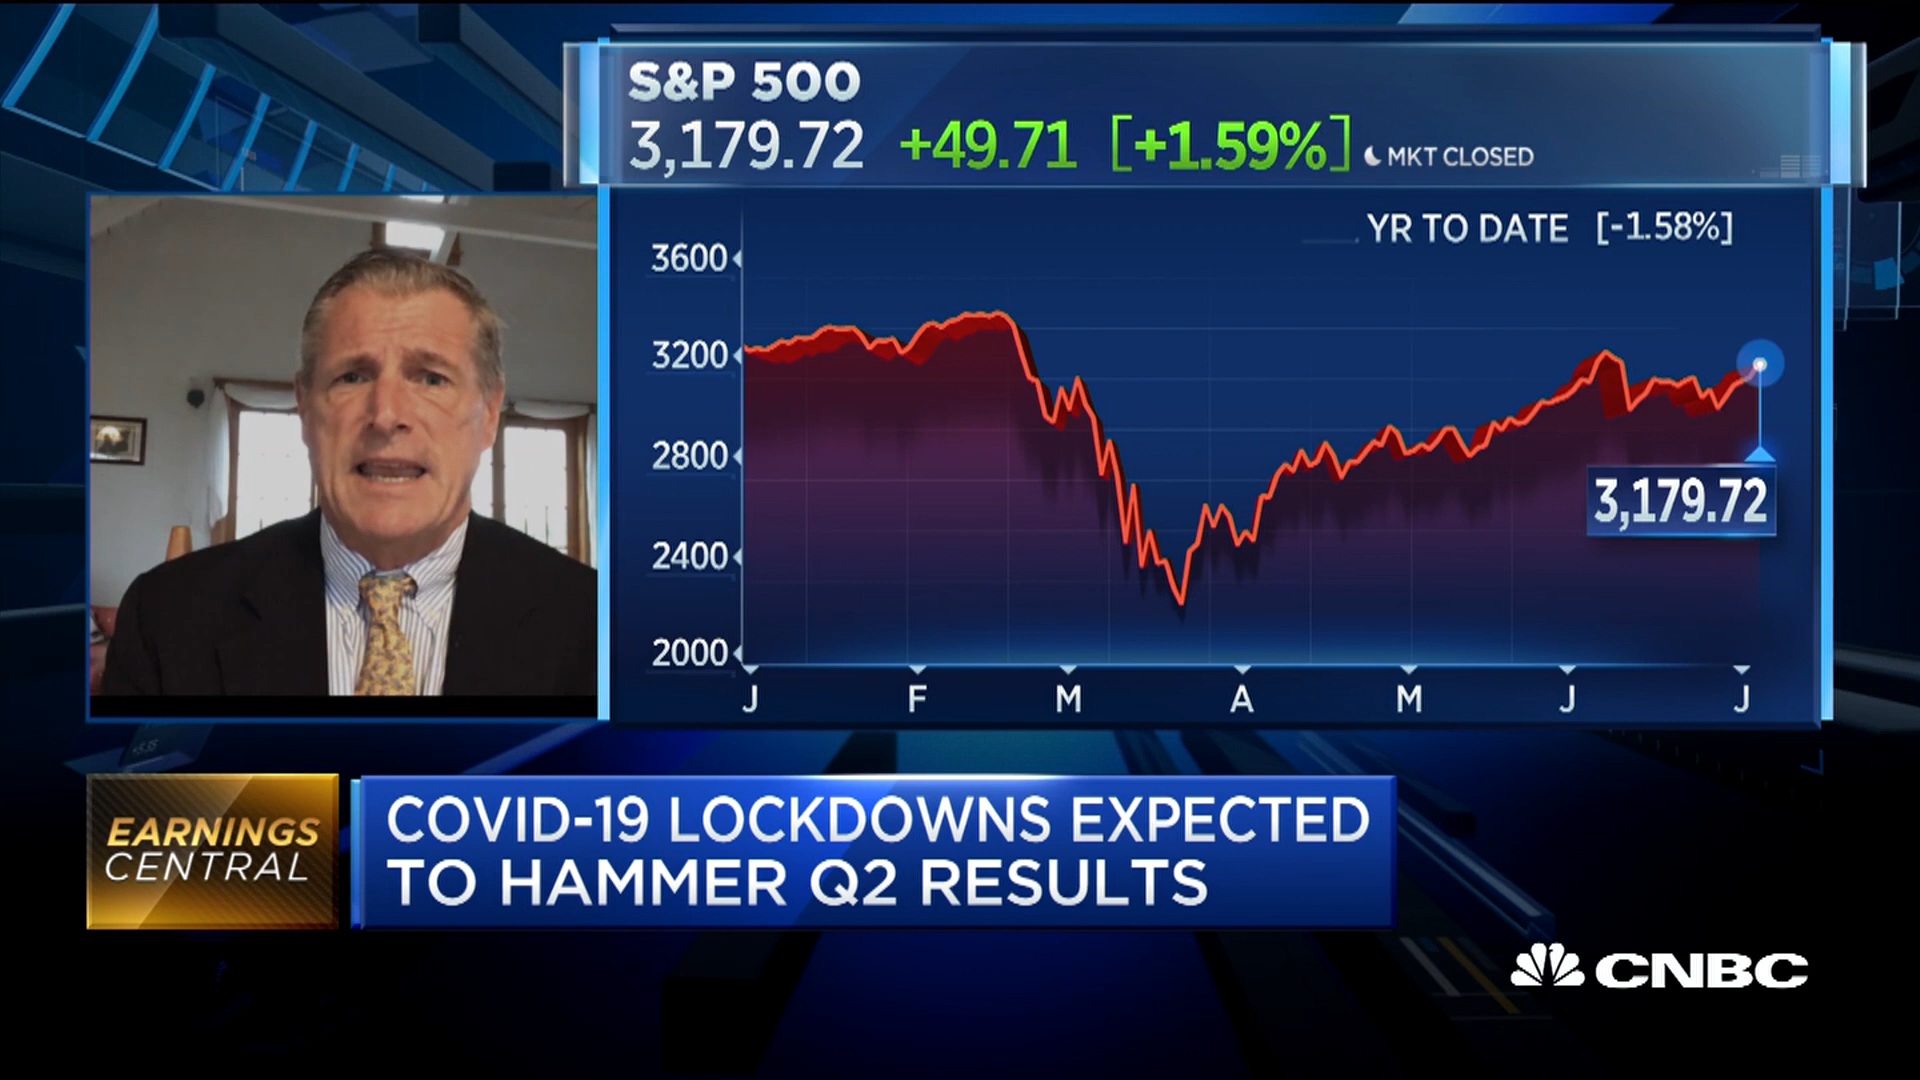 S&P 500
3,179.72 +49.71 [+1.59%] MKT CLOSED
YR TO DATE [-1.58%]
3600
3200
2800
2400
2000
3,179.72
J F M A M J J
EARNINGS
CENTRAL
COVID-19 LOCKDOWNS EXPECTED
TO HAMMER Q2 RESULTS
CNBC